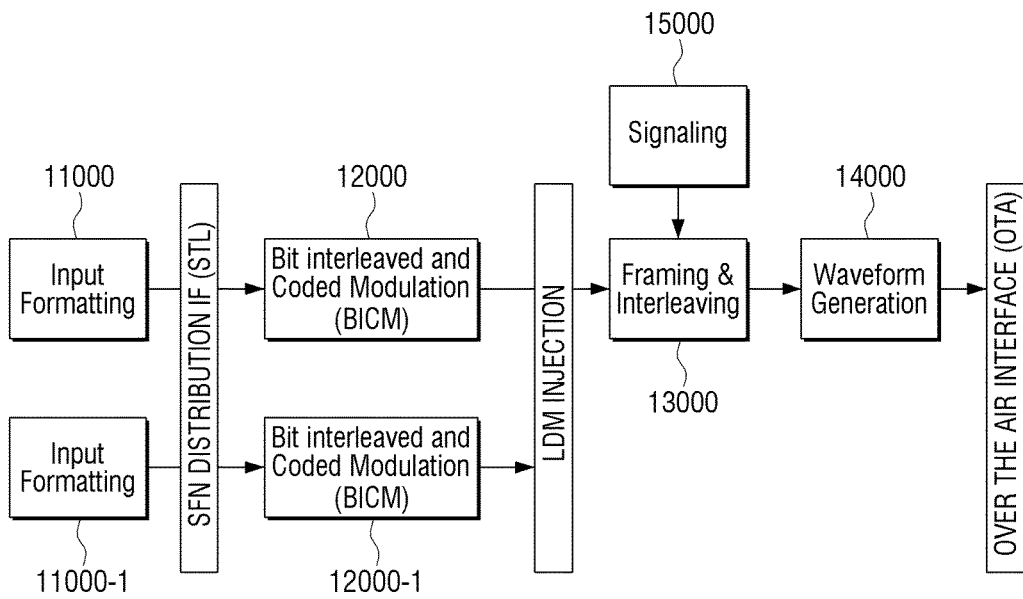 15000
Signaling
11000
12000
14000
Input
Formatting
SFN DISTRIBUTION IF (STL)
Bit interleaved and
Coded Modulation
(BICM)
LDM INJECTION
Framing &
Interleaving
Waveform
Generation
OVER THE AIR INTERFACE (OTA)
13000
Input
Formatting
Bit interleaved and
Coded Modulation
(BICM)
11000-1
12000-1